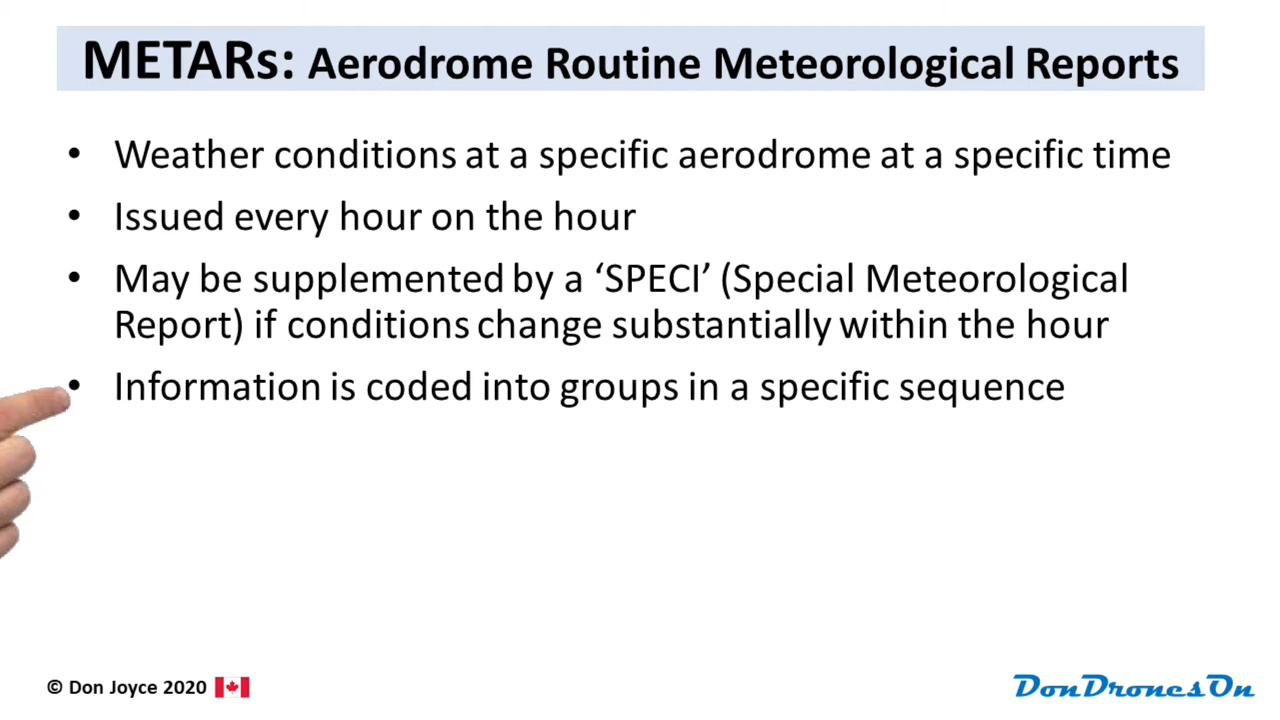 METARs: Aerodrome Routine Meteorological Reports
• Weather conditions at a specific aerodrome at a specific time
• Issued every hour on the hour
• May be supplemented by a ‘SPECI’ (Special Meteorological
Report) if conditions change substantially within the hour
• Information is coded into groups in a specific sequence
© Don Joyce 2020
DonDronesOn